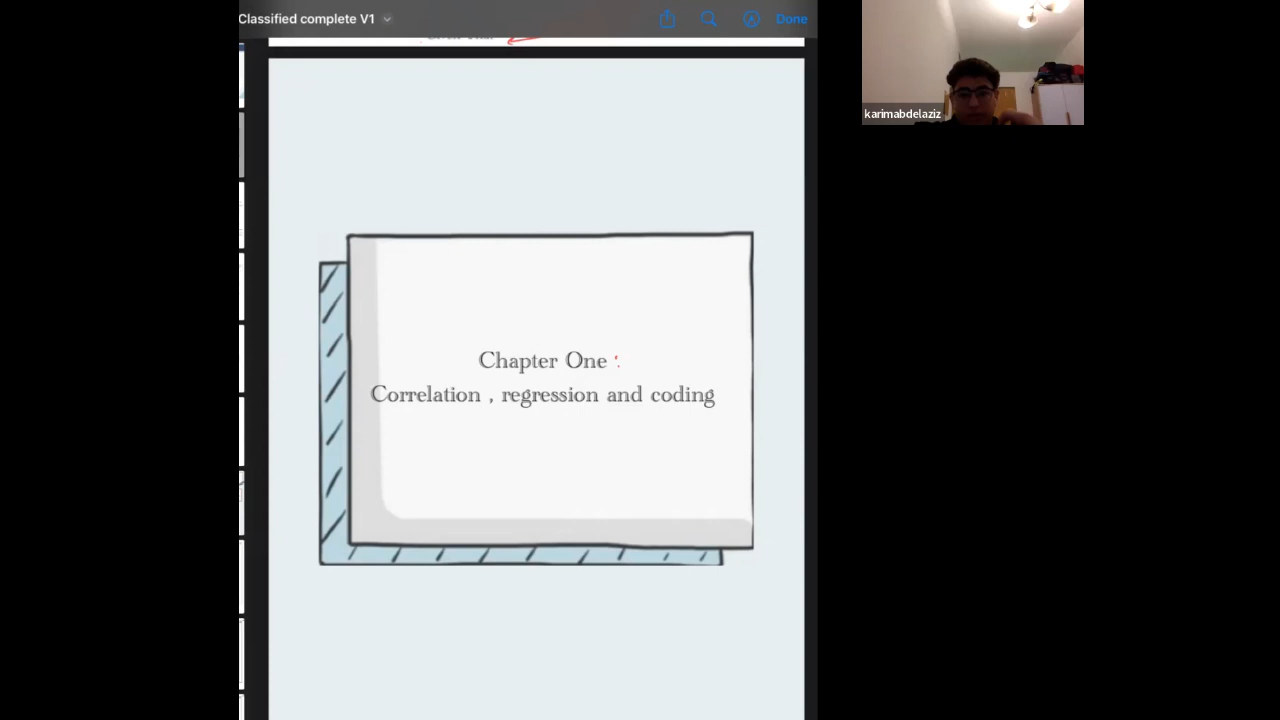 Classified complete V1
Done
karimabdelaziz
Chapter One
Correlation , regression and coding